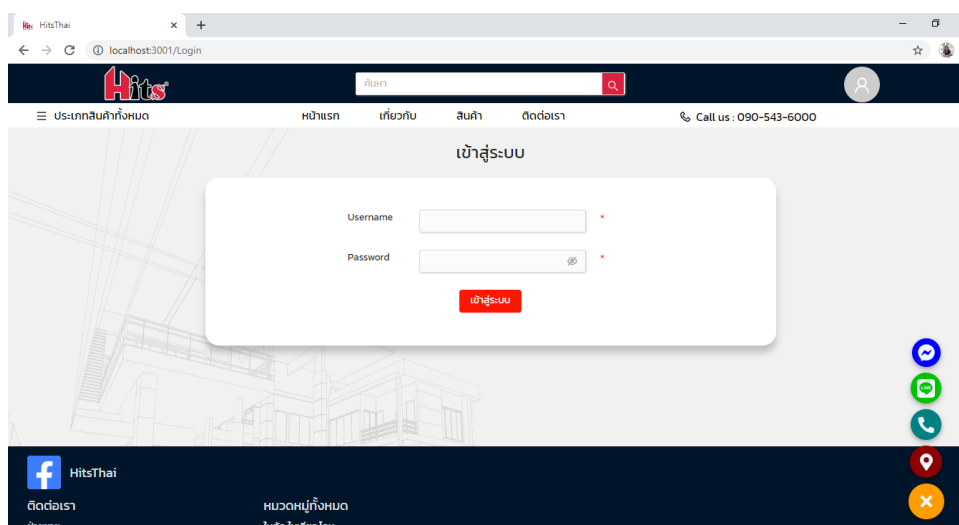 HitsThai
localhost:3001/Login
Hits
ค้นหา
ประเภทสินค้าทั้งหมด
หน้าแรก
เกี่ยวกับ
สินค้า
ติดต่อเรา
Call us : 090-543-6000
เข้าสู่ระบบ
Username
*
Password
*
เข้าสู่ระบบ
LINE
HitsThai
ติดต่อเรา
หมวดหมู่ทั้งหมด